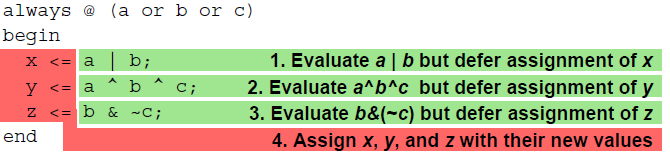 always @ (a or b or c)
begin
x <= a | b; 1. Evaluate a | b but defer assignment of x
y <= a ^ b ^ c; 2. Evaluate a^b^c but defer assignment of y
z <= b & ~c; 3. Evaluate b&(~c) but defer assignment of z
end 4. Assign x, y, and z with their new values